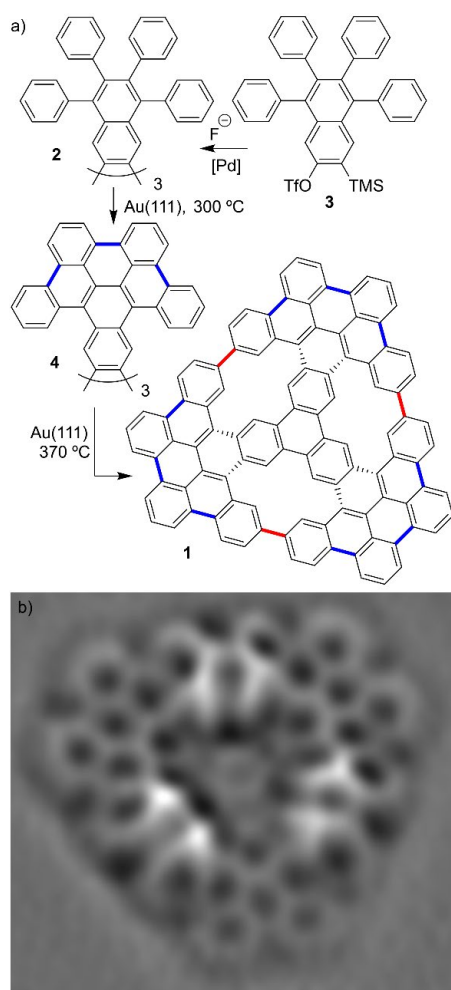 a)
F⊖
2
[Pd]
3
TfO
TMS
3
Au(111), 300 ºC
4
3
Au(111)
370 ºC
1
b)